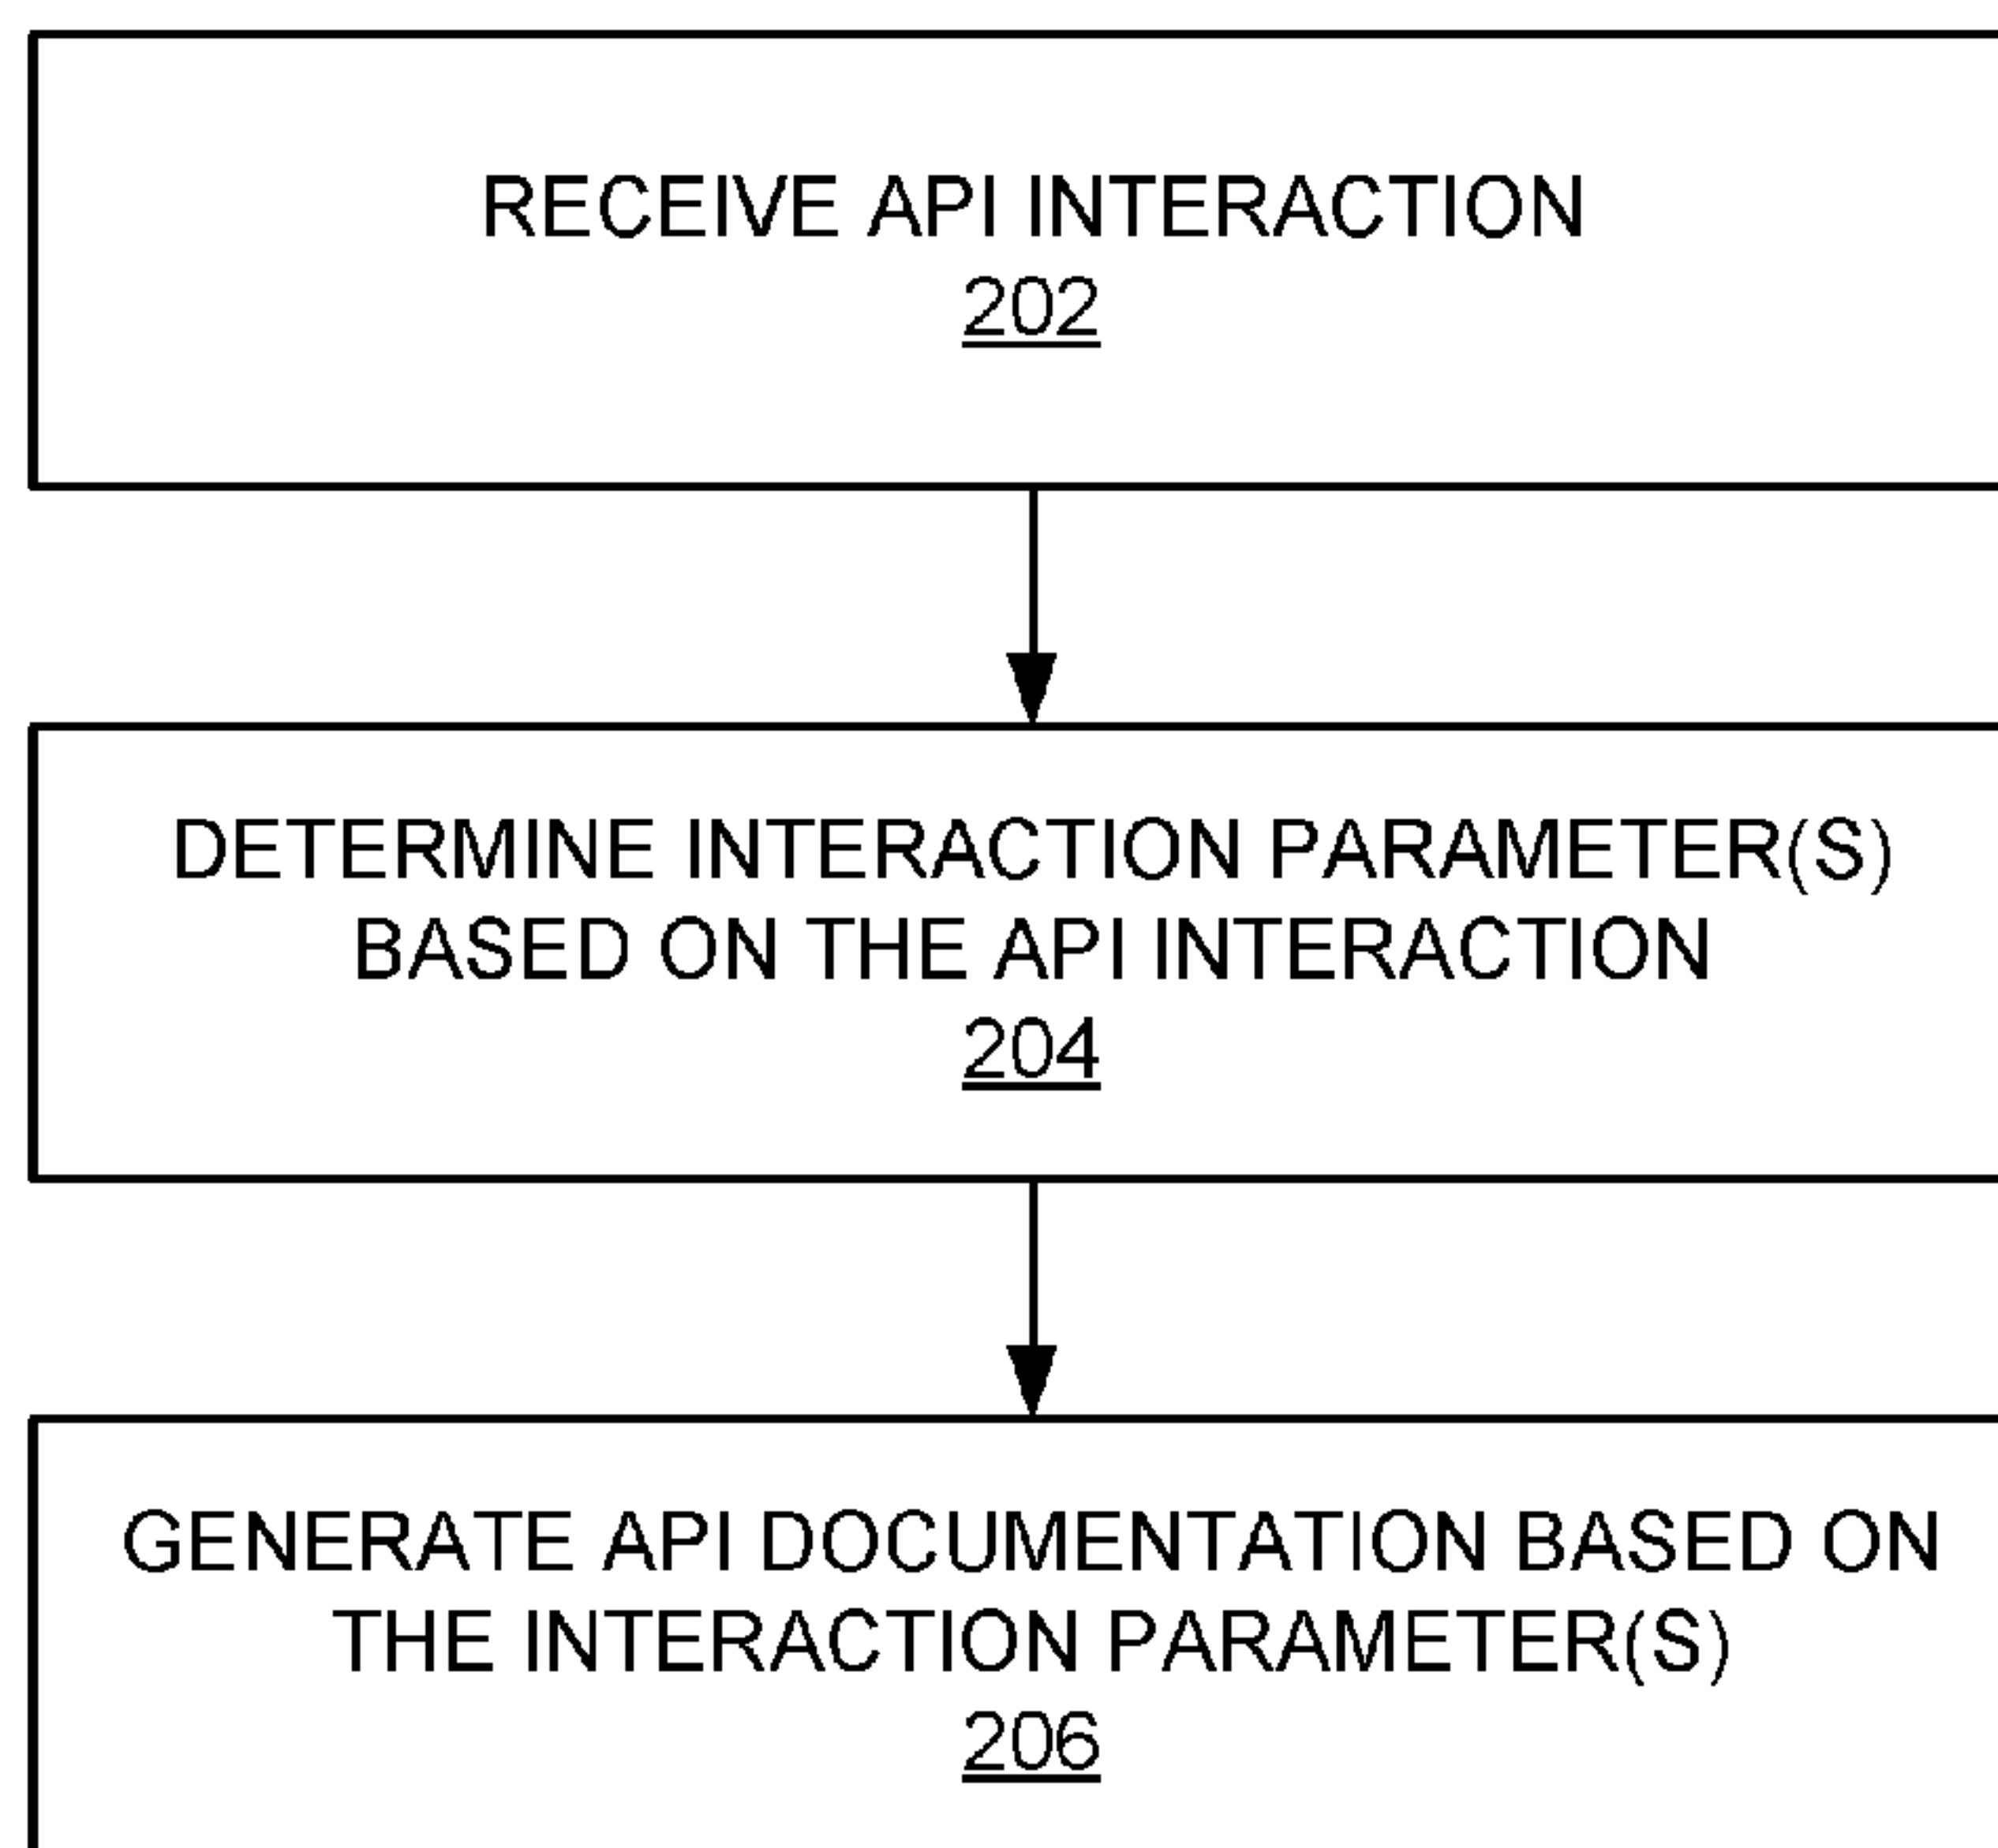 RECEIVE API INTERACTION
202
DETERMINE INTERACTION PARAMETER(S)
BASED ON THE API INTERACTION
204
GENERATE API DOCUMENTATION BASED ON
THE INTERACTION PARAMETER(S)
206